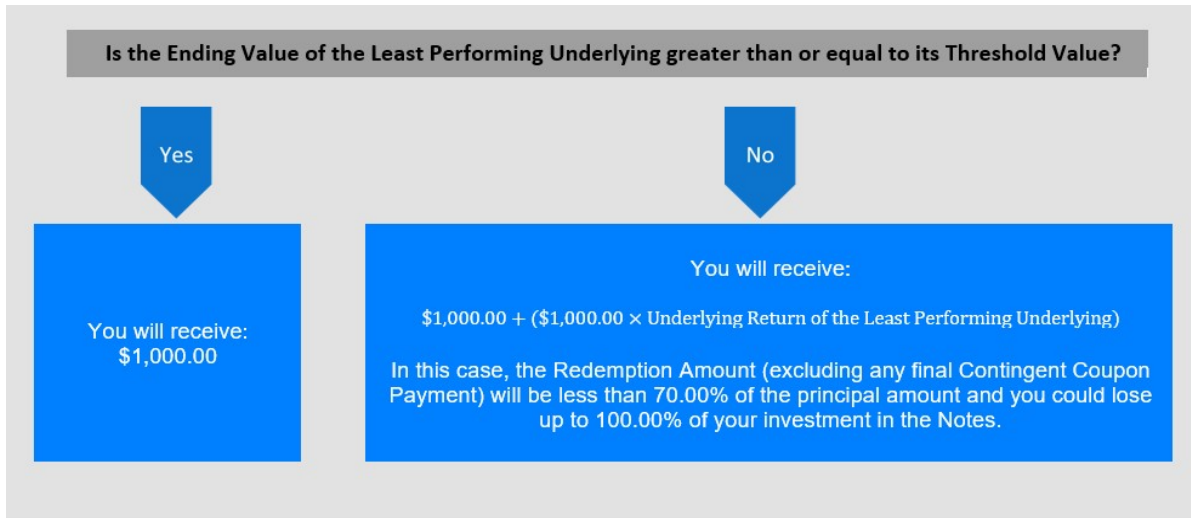 Is the Ending Value of the Least Performing Underlying greater than or equal to its Threshold Value?
Yes
No
You will receive:
$1,000.00
You will receive:
$1,000.00 + ($1,000.00 × Underlying Return of the Least Performing Underlying)
In this case, the Redemption Amount (excluding any final Contingent Coupon
Payment) will be less than 70.00% of the principal amount and you could lose
up to 100.00% of your investment in the Notes.